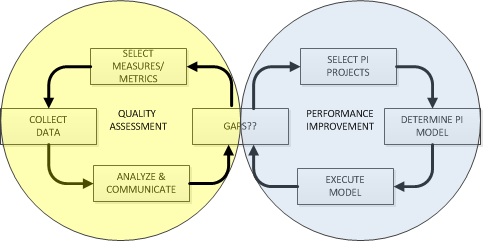 SELECT
MEASURES/
METRICS
SELECT PI
PROJECTS
COLLECT
DATA
QUALITY
ASSESSMENT
GAPS??
PERFORMANCE
IMPROVEMENT
DETERMINE PI
MODEL
ANALYZE &
COMMUNICATE
EXECUTE
MODEL